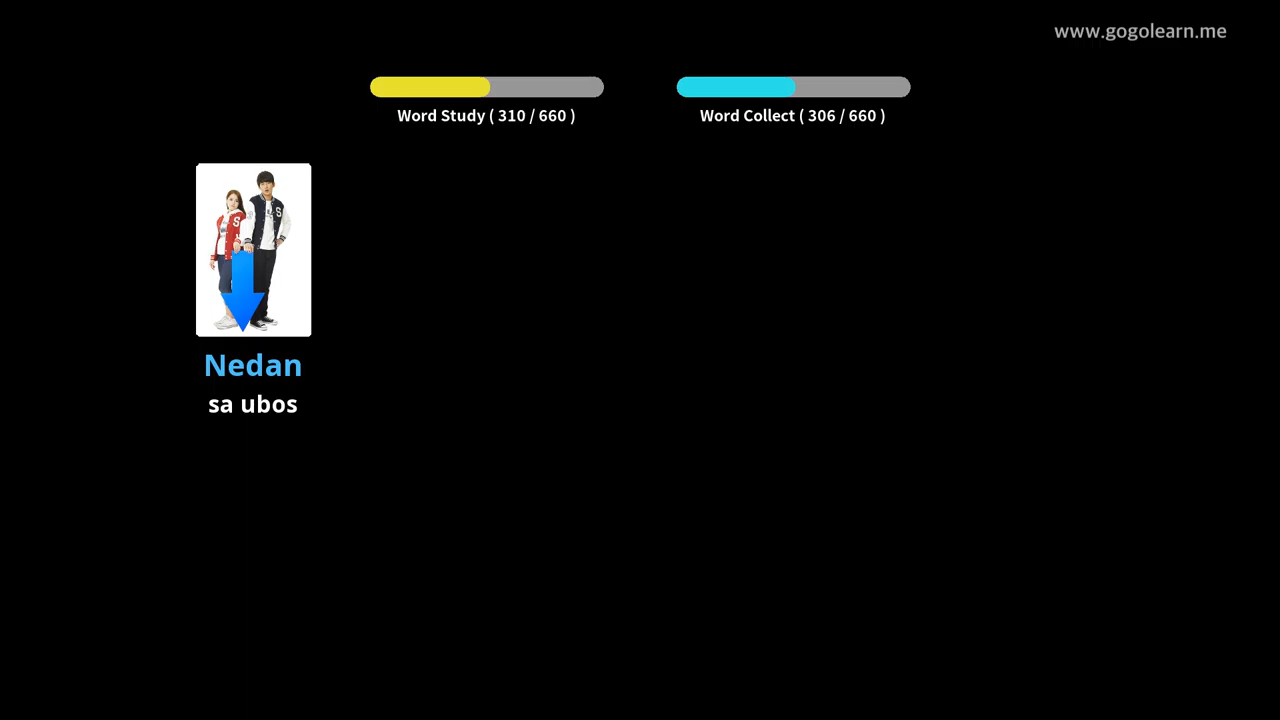 www.gogolearn.me
Word Study ( 310 / 660 )
Word Collect ( 306 / 660 )
S
S
Nedan
sa ubos